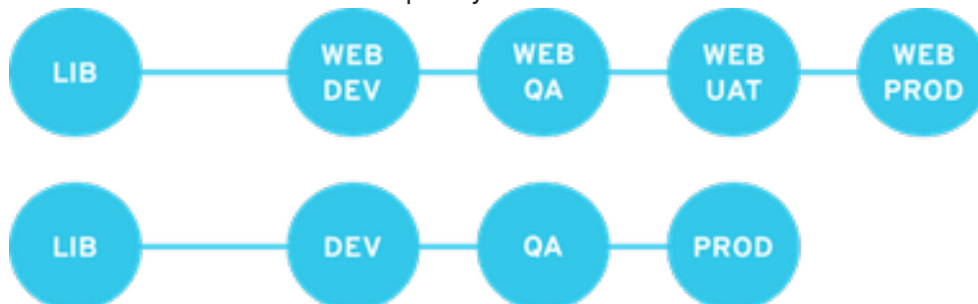 LIB
WEB DEV
WEB QA
WEB UAT
WEB PROD
LIB
DEV
QA
PROD